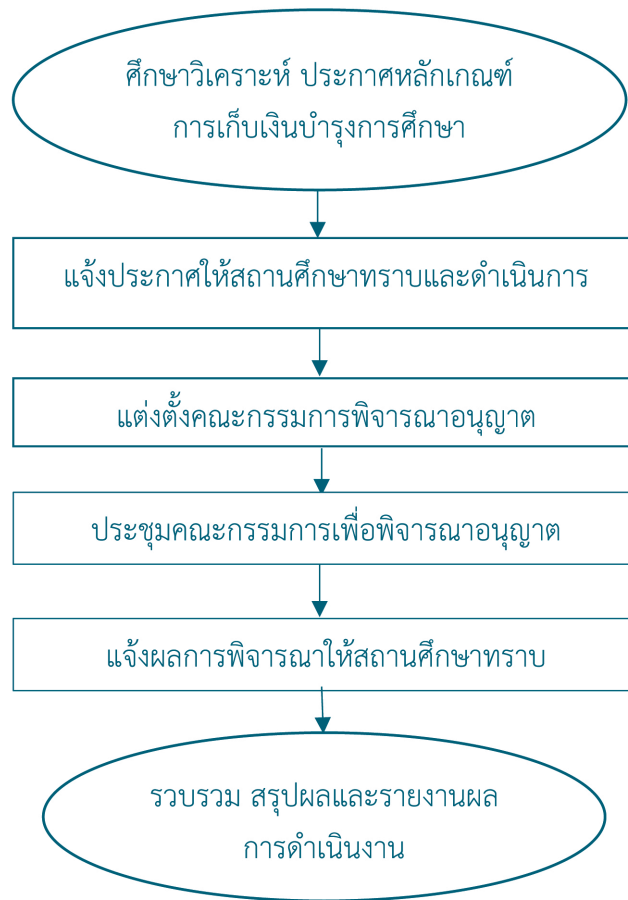 ศึกษาวิเคราะห์ ประกาศหลักเกณฑ์
การเก็บเงินบำรุงการศึกษา
แจ้งประกาศให้สถานศึกษาทราบและดำเนินการ
แต่งตั้งคณะกรรมการพิจารณาอนุญาต
ประชุมคณะกรรมการเพื่อพิจารณาอนุญาต
แจ้งผลการพิจารณาให้สถานศึกษาทราบ
รวบรวม สรุปผลและรายงานผล
การดำเนินงาน